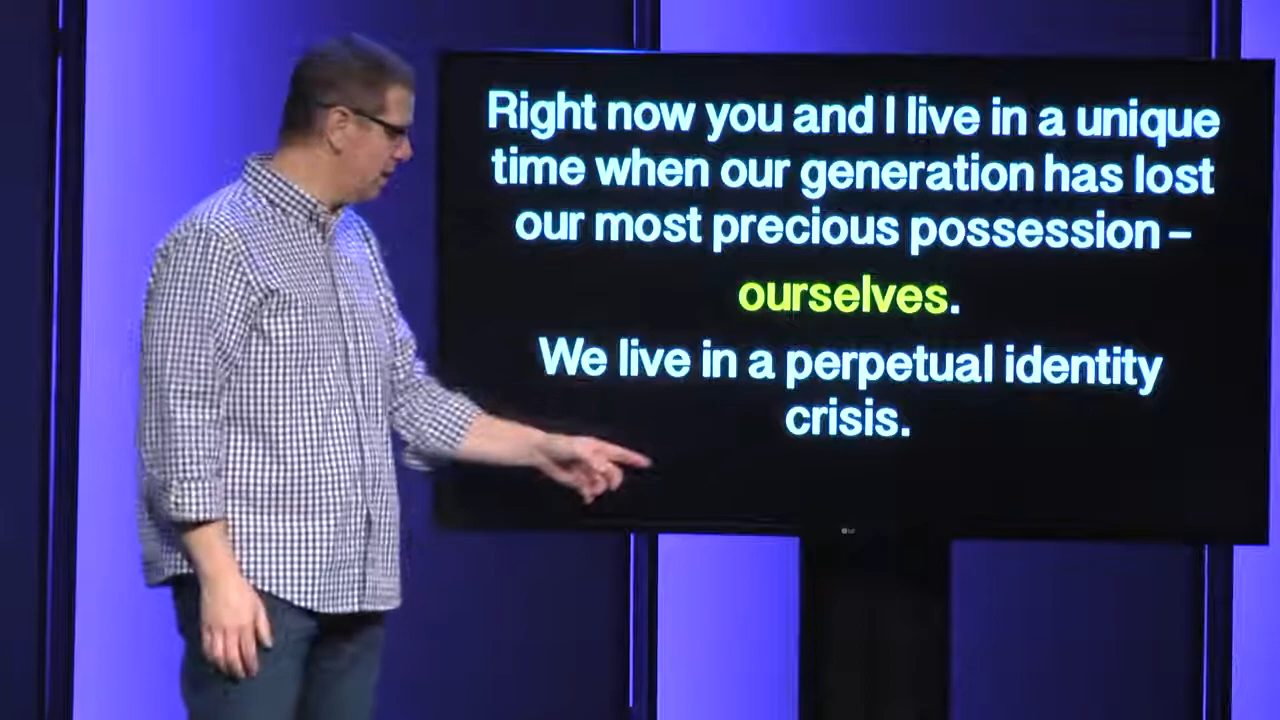 Right now you and I live in a unique
time when our generation has lost
our most precious possession –
ourselves.
We live in a perpetual identity
crisis.
LG